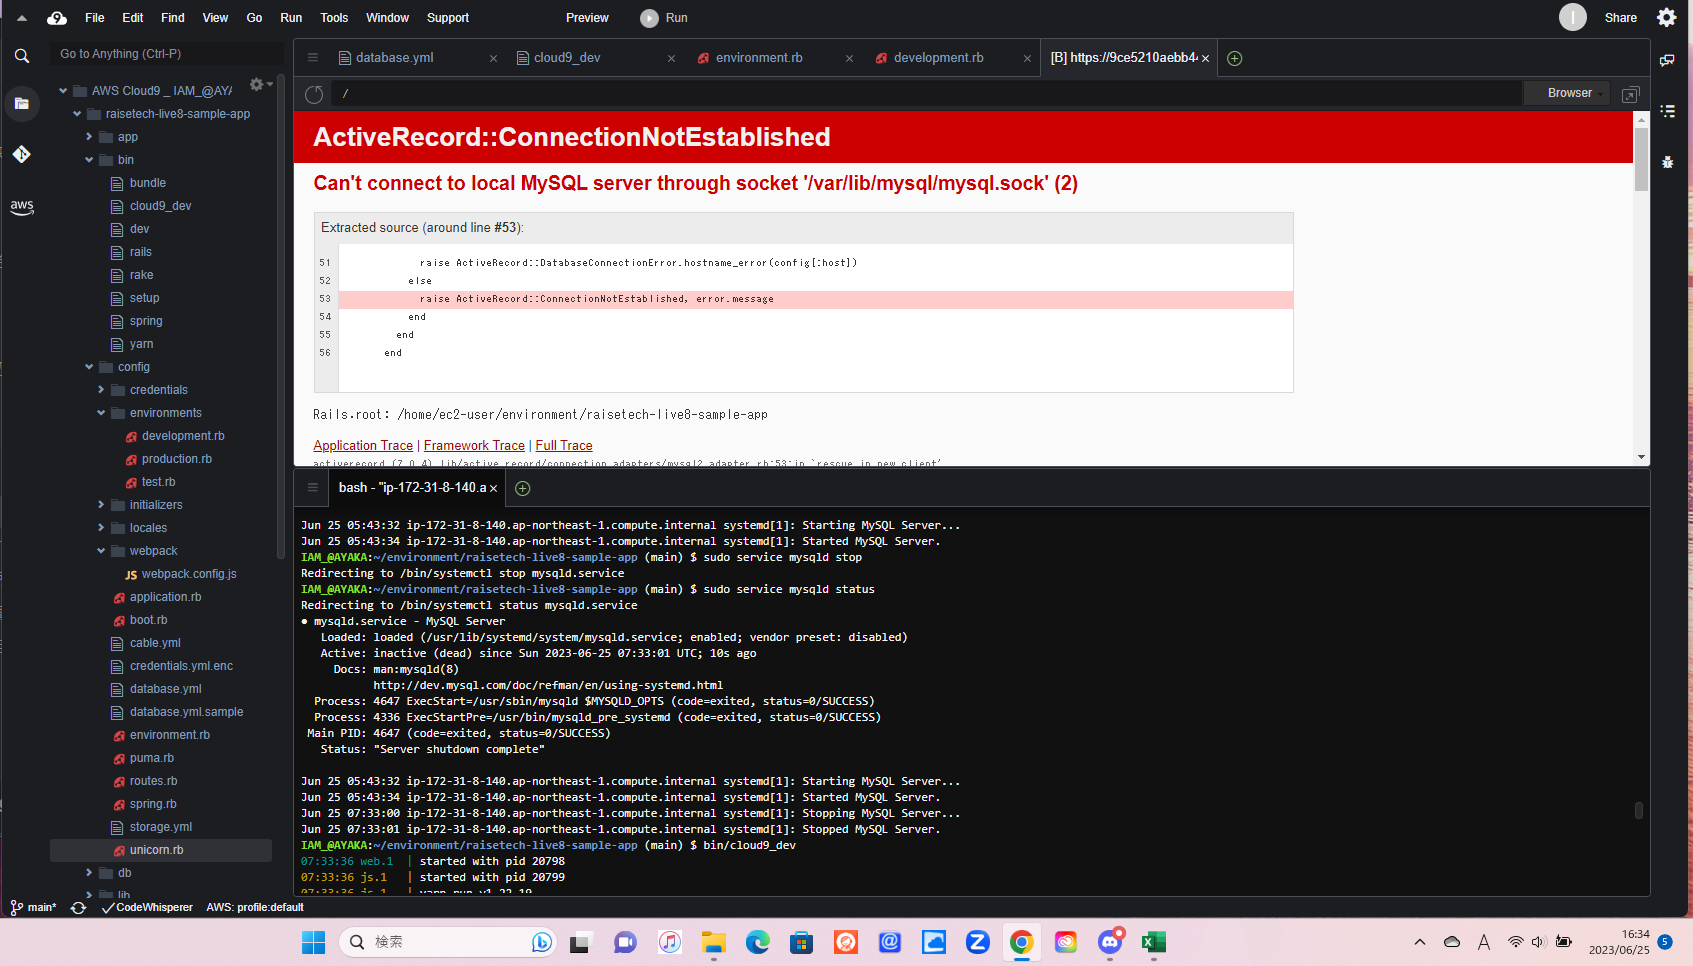 File Edit Find View Go Run Tools Window Support Preview Run Share
Go to Anything (Ctrl-P)
database.yml cloud9_dev environment.rb development.rb [B] https://9ce5210aebb4
/ Browser
AWS Cloud9 _ IAM_@AYA
raisetech-live8-sample-app
app
bin
bundle
cloud9_dev
dev
rails
rake
setup
spring
yarn
config
credentials
environments
development.rb
production.rb
test.rb
initializers
locales
webpack
JS webpack.config.js
application.rb
boot.rb
cable.yml
credentials.yml.enc
database.yml
database.yml.sample
environment.rb
puma.rb
routes.rb
spring.rb
storage.yml
unicorn.rb
db
lib
aws
ActiveRecord::ConnectionNotEstablished
Can't connect to local MySQL server through socket '/var/lib/mysql/mysql.sock' (2)
Extracted source (around line #53):
51 raise ActiveRecord::DatabaseConnectionError.hostname_error(config[:host])
52 else
53 raise ActiveRecord::ConnectionNotEstablished, error.message
54 end
55 end
56 end
Rails.root: /home/ec2-user/environment/raisetech-live8-sample-app
Application Trace | Framework Trace | Full Trace
activerecord (7.0.4) lib/active_record/connection_adapters/mysql2_adapter.rb:53:in `rescue in new_client'
bash - "ip-172-31-8-140.a
Jun 25 05:43:32 ip-172-31-8-140.ap-northeast-1.compute.internal systemd[1]: Starting MySQL Server...
Jun 25 05:43:34 ip-172-31-8-140.ap-northeast-1.compute.internal systemd[1]: Started MySQL Server.
IAM_@AYAKA:~/environment/raisetech-live8-sample-app (main) $ sudo service mysqld stop
Redirecting to /bin/systemctl stop mysqld.service
IAM_@AYAKA:~/environment/raisetech-live8-sample-app (main) $ sudo service mysqld status
Redirecting to /bin/systemctl status mysqld.service
● mysqld.service - MySQL Server
Loaded: loaded (/usr/lib/systemd/system/mysqld.service; enabled; vendor preset: disabled)
Active: inactive (dead) since Sun 2023-06-25 07:33:01 UTC; 10s ago
Docs: man:mysqld(8)
http://dev.mysql.com/doc/refman/en/using-systemd.html
Process: 4647 ExecStart=/usr/sbin/mysqld $MYSQLD_OPTS (code=exited, status=0/SUCCESS)
Process: 4336 ExecStartPre=/usr/bin/mysqld_pre_systemd (code=exited, status=0/SUCCESS)
Main PID: 4647 (code=exited, status=0/SUCCESS)
Status: "Server shutdown complete"
Jun 25 05:43:32 ip-172-31-8-140.ap-northeast-1.compute.internal systemd[1]: Starting MySQL Server...
Jun 25 05:43:34 ip-172-31-8-140.ap-northeast-1.compute.internal systemd[1]: Started MySQL Server.
Jun 25 07:33:00 ip-172-31-8-140.ap-northeast-1.compute.internal systemd[1]: Stopping MySQL Server...
Jun 25 07:33:01 ip-172-31-8-140.ap-northeast-1.compute.internal systemd[1]: Stopped MySQL Server.
IAM_@AYAKA:~/environment/raisetech-live8-sample-app (main) $ bin/cloud9_dev
07:33:36 web.1 | started with pid 20798
07:33:36 js.1 | started with pid 20799
07:33:36 js.1 | yarn run v1.22.19
main* CodeWhisperer AWS: profile:default
検索
A 16:34
2023/06/25 5